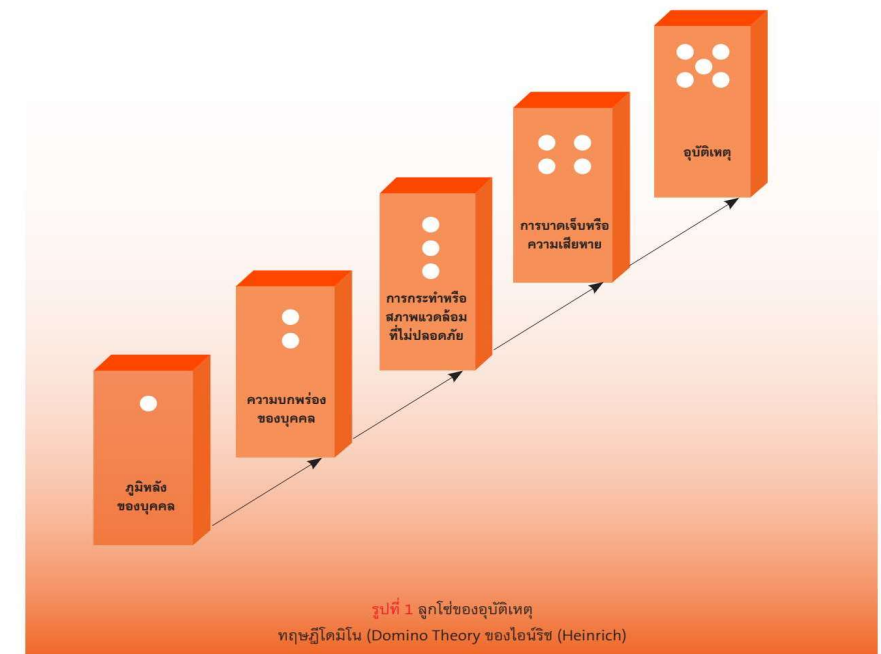 อุบัติเหตุ
การบาดเจ็บหรือ
ความเสียหาย
การกระทำหรือ
สภาพแวดล้อม
ที่ไม่ปลอดภัย
ความบกพร่อง
ของบุคคล
ภูมิหลัง
ของบุคคล
รูปที่ 1 ลูกโซ่ของอุบัติเหตุ
ทฤษฎีโดมิโน (Domino Theory ของไฮน์ริช (Heinrich)